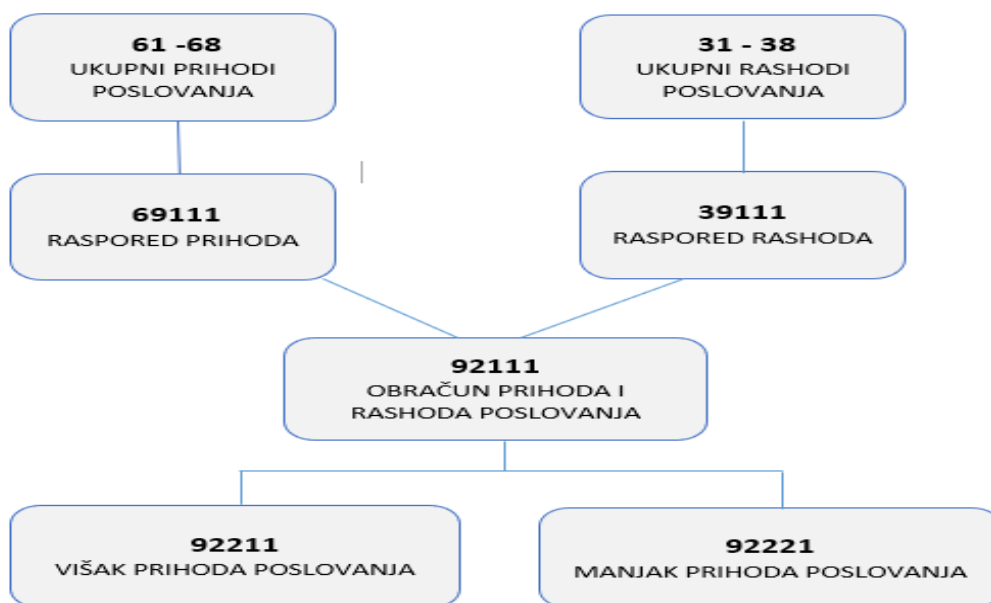 61 -68
UKUPNI PRIHODI
POSLOVANJA
31 - 38
UKUPNI RASHODI
POSLOVANJA
69111
RASPORED PRIHODA
39111
RASPORED RASHODA
92111
OBRAČUN PRIHODA I
RASHODA POSLOVANJA
92211
VIŠAK PRIHODA POSLOVANJA
92221
MANJAK PRIHODA POSLOVANJA